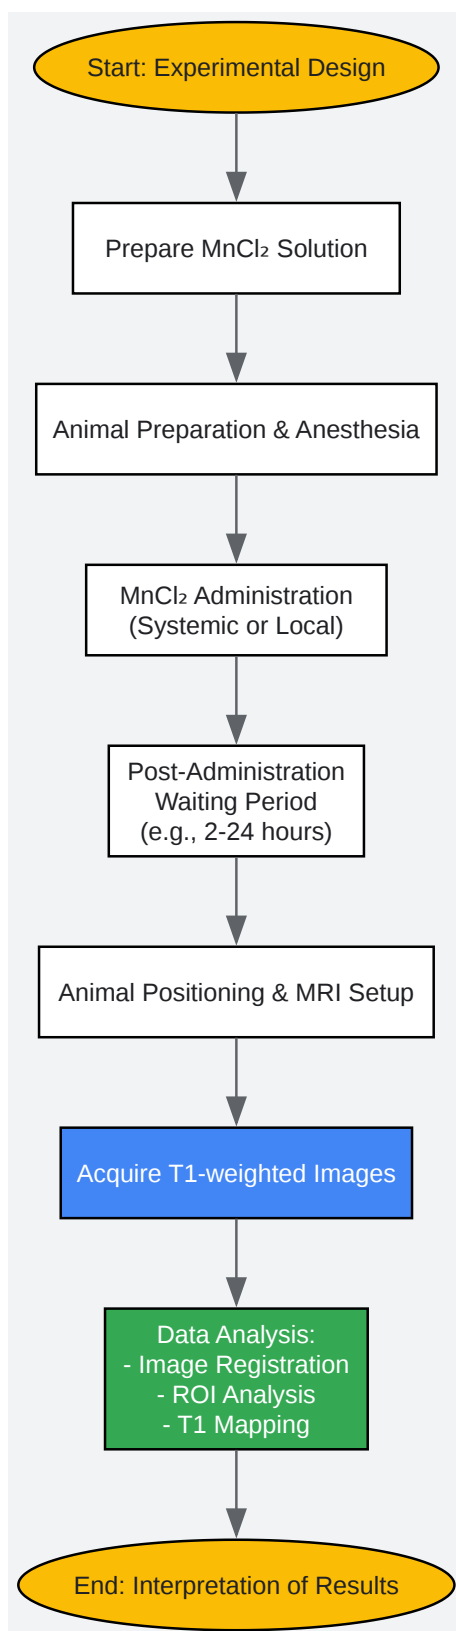 Start: Experimental Design
Prepare MnCl₂ Solution
Animal Preparation & Anesthesia
MnCl₂ Administration
(Systemic or Local)
Post-Administration
Waiting Period
(e.g., 2-24 hours)
Animal Positioning & MRI Setup
Acquire T1-weighted Images
Data Analysis:
- Image Registration
- ROI Analysis
- T1 Mapping
End: Interpretation of Results